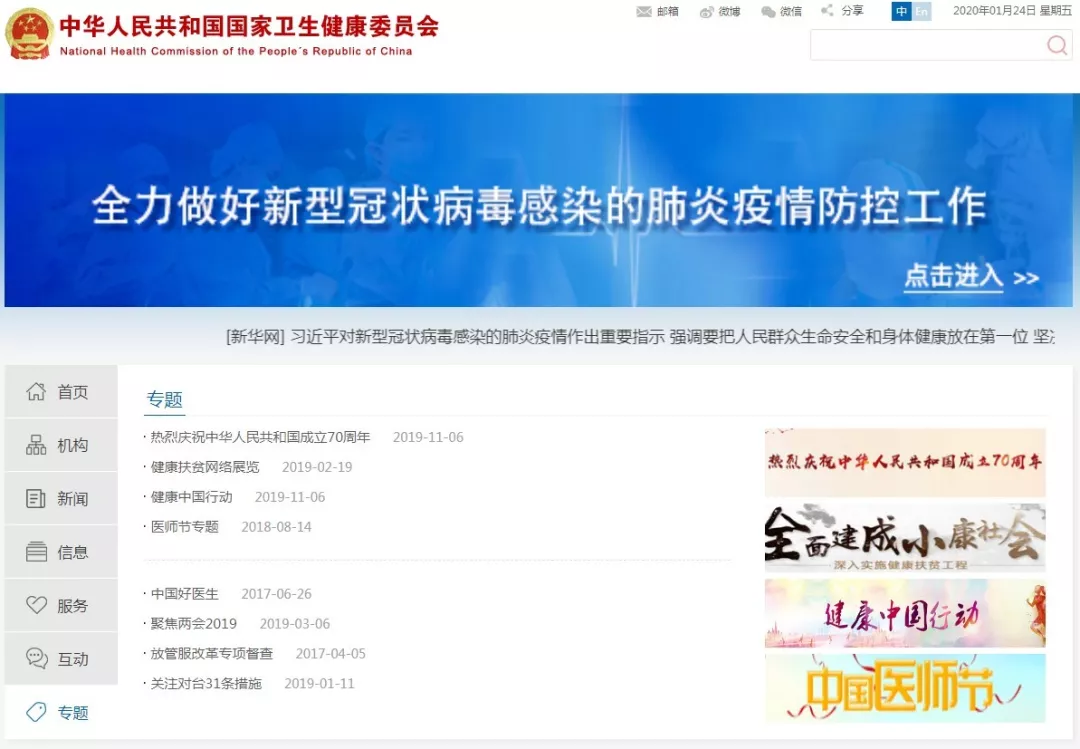 中华人民共和国国家卫生健康委员会
National Health Commission of the People's Republic of China
邮箱 微博 微信 分享 中 En 2020年01月24日 星期五
全力做好新型冠状病毒感染的肺炎疫情防控工作
点击进入 >>
[新华网] 习近平对新型冠状病毒感染的肺炎疫情作出重要指示 强调要把人民群众生命安全和身体健康放在第一位 坚
首页
机构
新闻
信息
服务
互动
专题
专题
· 热烈庆祝中华人民共和国成立70周年 2019-11-06
· 健康扶贫网络展览 2019-02-19
· 健康中国行动 2019-11-06
· 医师节专题 2018-08-14
· 中国好医生 2017-06-26
· 聚焦两会2019 2019-03-06
· 放管服改革专项督查 2017-04-05
· 关注对台31条措施 2019-01-11
热烈庆祝中华人民共和国成立70周年
全面建成小康社会
深入实施健康扶贫工程
健康中国行动
中国医师节